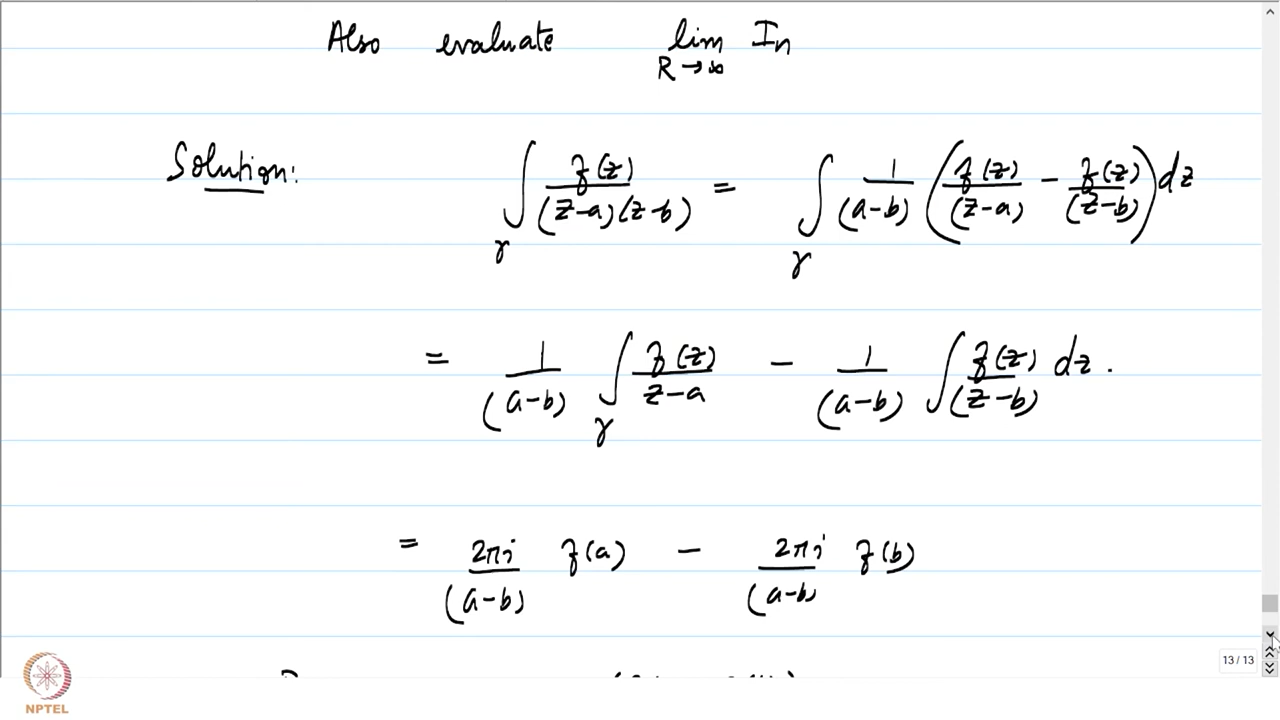 Also evaluate lim_{R→∞} I_n
Solution: ∫_γ f(z)/((z-a)(z-b)) = ∫_γ 1/(a-b) (f(z)/(z-a) - f(z)/(z-b)) dz
= 1/(a-b) ∫_γ f(z)/(z-a) - 1/(a-b) ∫ f(z)/(z-b) dz.
= 2πi/(a-b) f(a) - 2πi/(a-b) f(b)
13 / 13
NPTEL